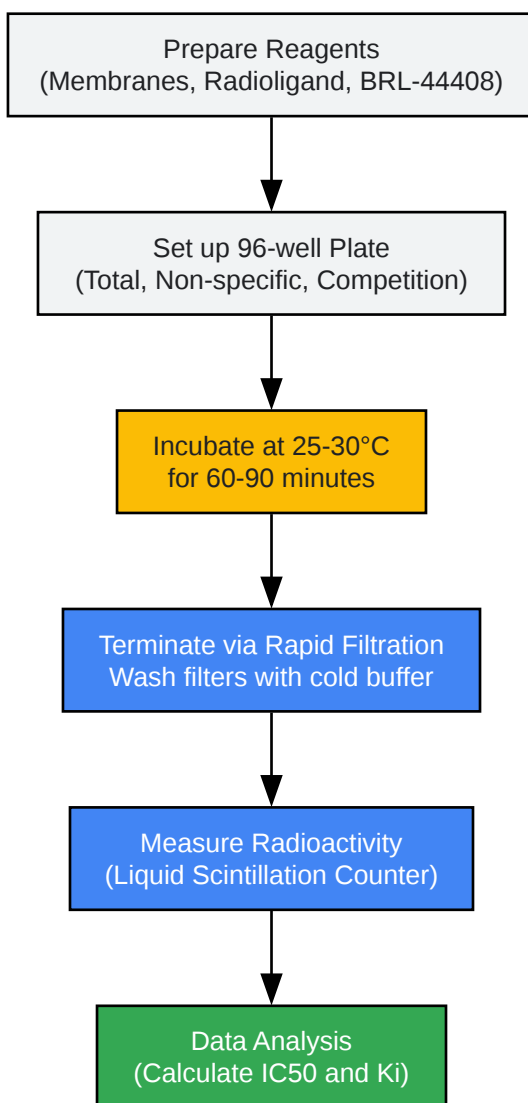 Prepare Reagents
(Membranes, Radioligand, BRL-44408)
Set up 96-well Plate
(Total, Non-specific, Competition)
Incubate at 25-30°C
for 60-90 minutes
Terminate via Rapid Filtration
Wash filters with cold buffer
Measure Radioactivity
(Liquid Scintillation Counter)
Data Analysis
(Calculate IC50 and Ki)